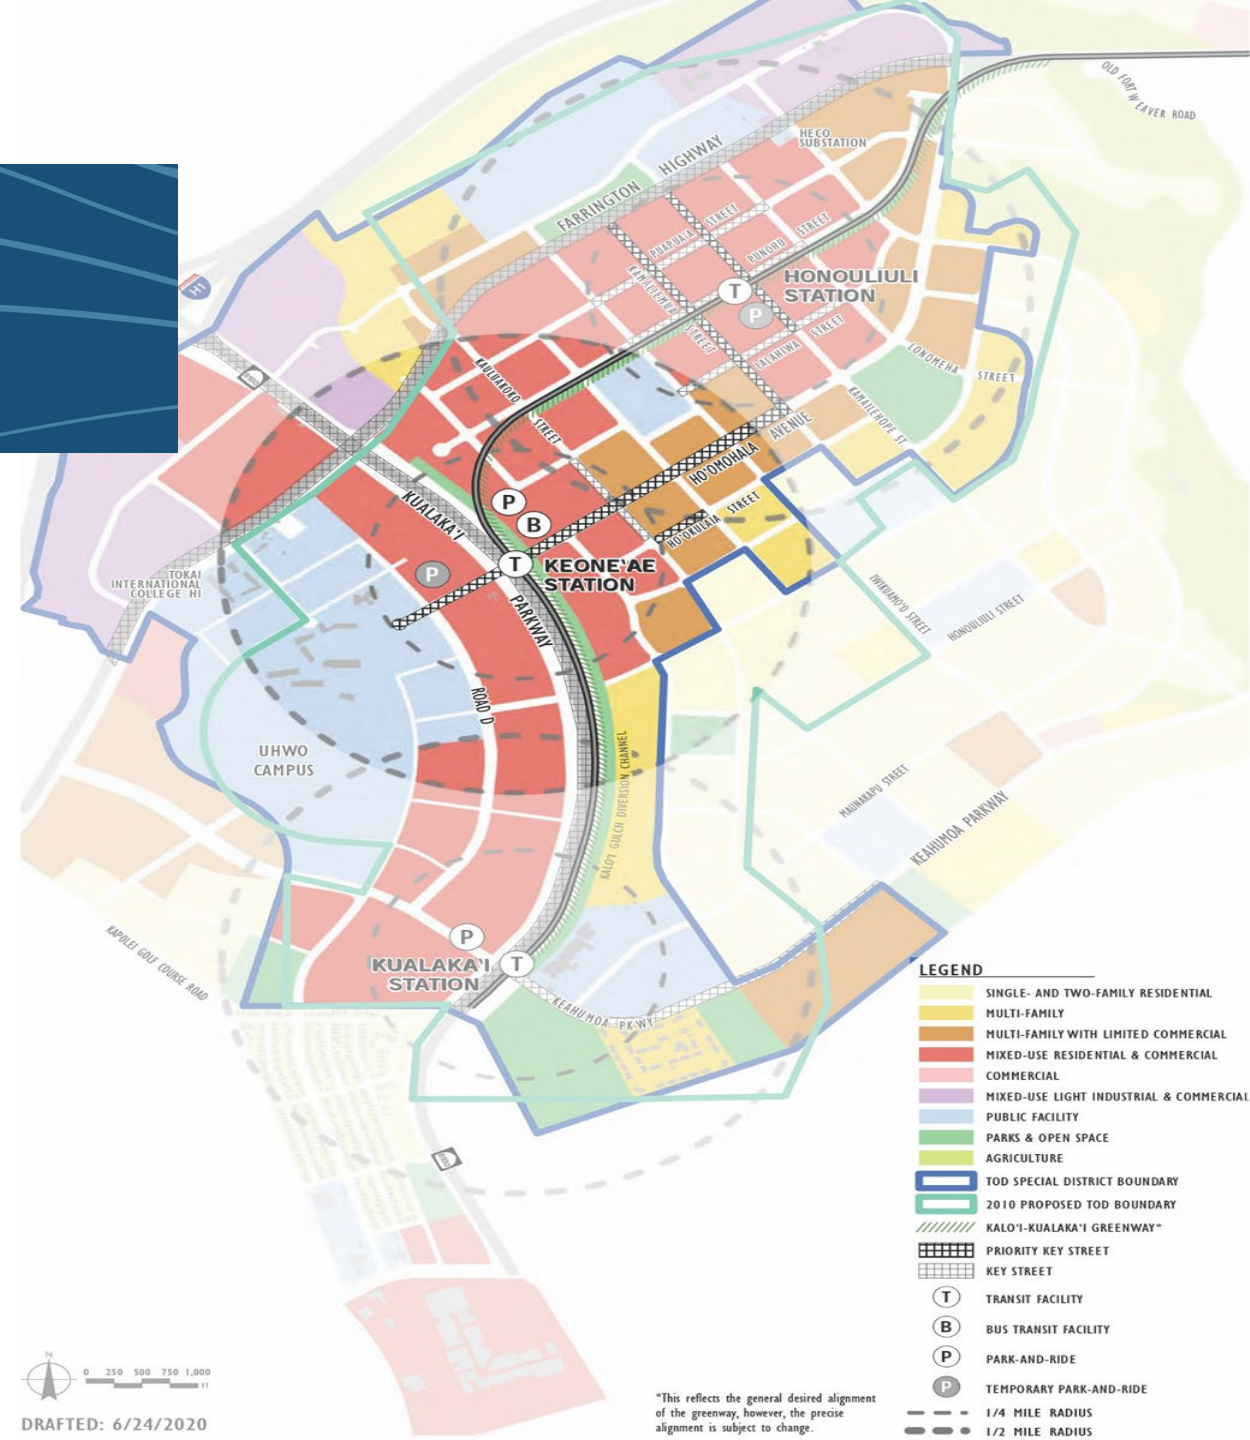 OLD FORT WEAVER ROAD
HECO
SUBSTATION
FARRINGTON HIGHWAY
PUAPUA'A STREET
PUNOHU STREET
KAMAILEMUA STREET
HONOULIULI
STATION
T
P
LALAHIWA STREET
LONOMEHA STREET
H1
KAULUAKOKO STREET
KAMAILEHOPE ST.
HO'OMOHALA AVENUE
KUALAKA'I PARKWAY
P
B
HO'OKULAIA STREET
T
KEONE'AE
STATION
P
TOKAI
INTERNATIONAL
COLLEGE HI
IWIKUAMO'O STREET
HONOULIULI STREET
ROAD D
UHWO
CAMPUS
KALO'I GULCH DIVERSION CHANNEL
MAUNAKAPU STREET
KEAHUMOA PARKWAY
KAPOLEI GOLF COURSE ROAD
P
KUALAKA'I
STATION
T
KEAHUMOA PKWY
LEGEND
SINGLE- AND TWO-FAMILY RESIDENTIAL
MULTI-FAMILY
MULTI-FAMILY WITH LIMITED COMMERCIAL
MIXED-USE RESIDENTIAL & COMMERCIAL
COMMERCIAL
MIXED-USE LIGHT INDUSTRIAL & COMMERCIAL
PUBLIC FACILITY
PARKS & OPEN SPACE
AGRICULTURE
TOD SPECIAL DISTRICT BOUNDARY
2010 PROPOSED TOD BOUNDARY
KALO'I-KUALAKA'I GREENWAY*
PRIORITY KEY STREET
KEY STREET
T TRANSIT FACILITY
B BUS TRANSIT FACILITY
P PARK-AND-RIDE
P TEMPORARY PARK-AND-RIDE
1/4 MILE RADIUS
1/2 MILE RADIUS
N
0 250 500 750 1,000
FT
DRAFTED: 6/24/2020
*This reflects the general desired alignment
of the greenway, however, the precise
alignment is subject to change.